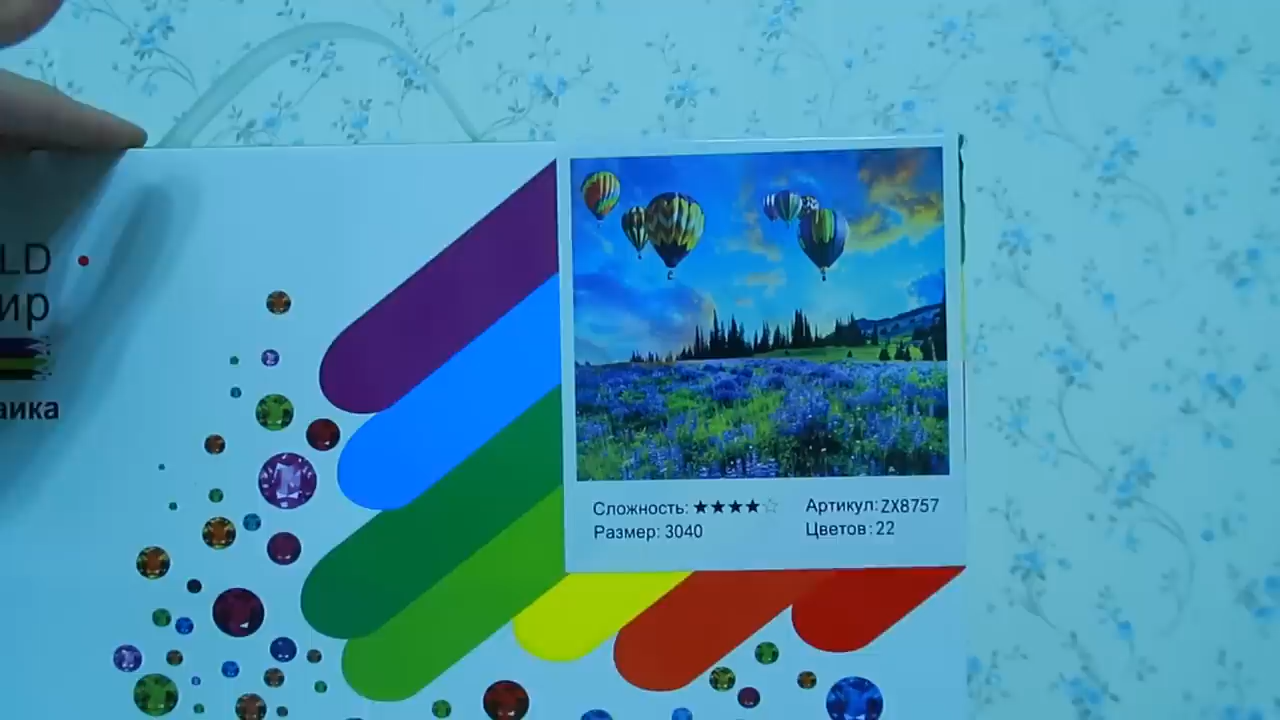 LD
ир
аика
Сложность: ★★★★☆
Размер: 3040
Артикул: ZX8757
Цветов: 22